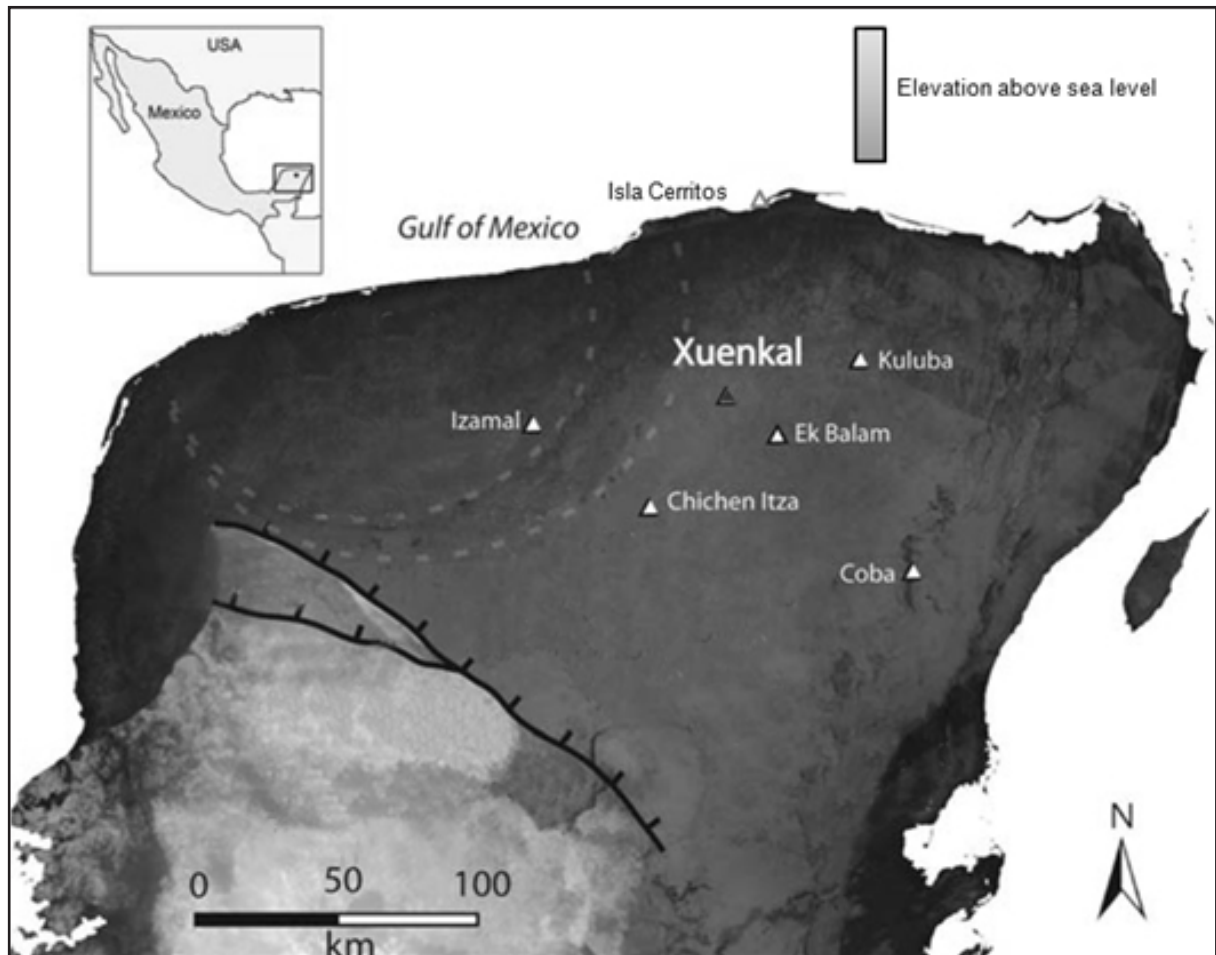 USA
Mexico
Elevation above sea level
Isla Cerritos
Gulf of Mexico
Xuenkal
Kuluba
Izamal
Ek Balam
Chichen Itza
Coba
N
0 50 100
km